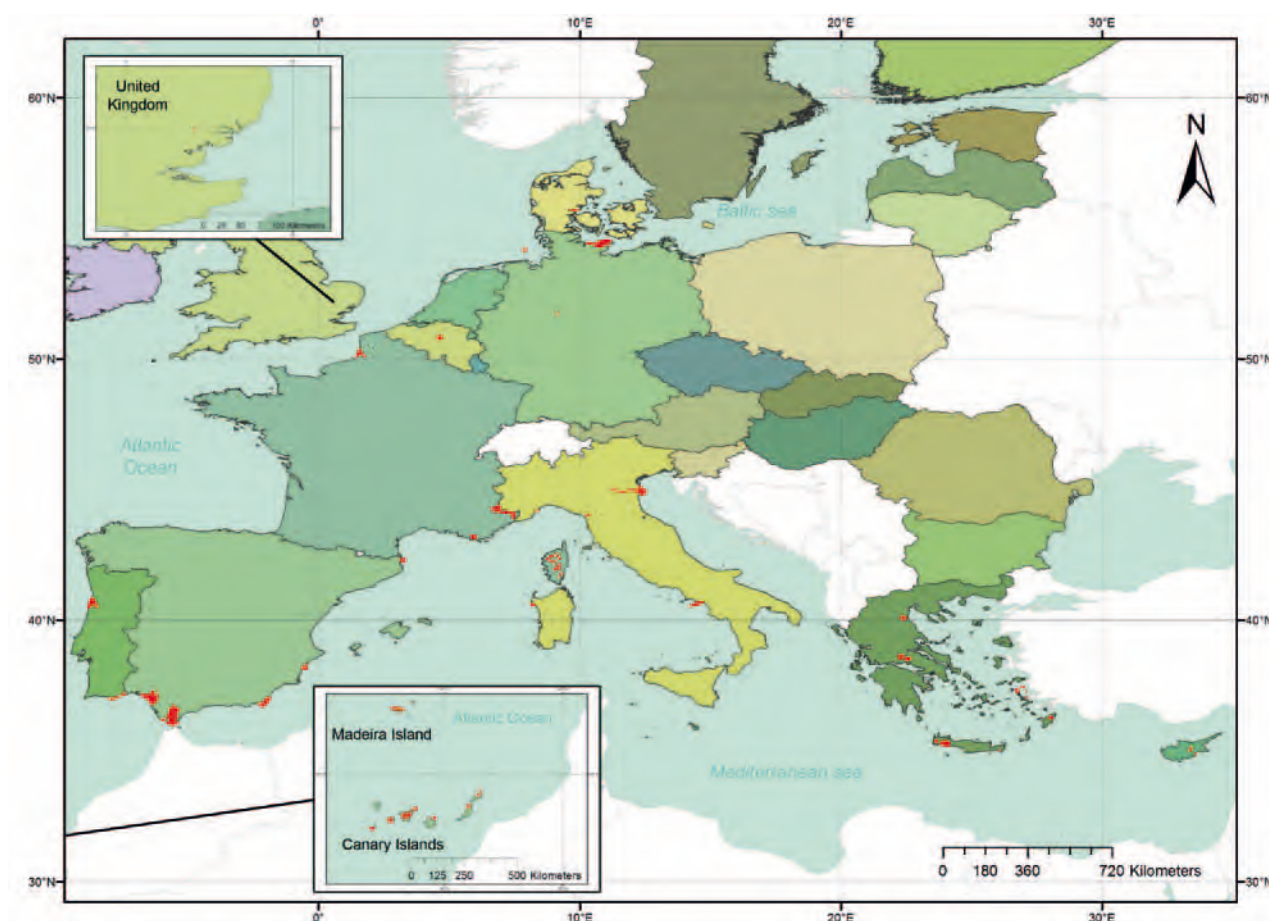 0° 10°E 20°E 30°E
United
Kingdom
60°N 60°N
N
Baltic sea
100 Kilometers
50°N 50°N
Atlantic
Ocean
40°N 40°N
Atlantic Ocean
Madeira Island
Mediterranean sea
Canary Islands
0 125 250 500 Kilometers
0 180 360 720 Kilometers
30°N 30°N
0° 10°E 20°E 30°E